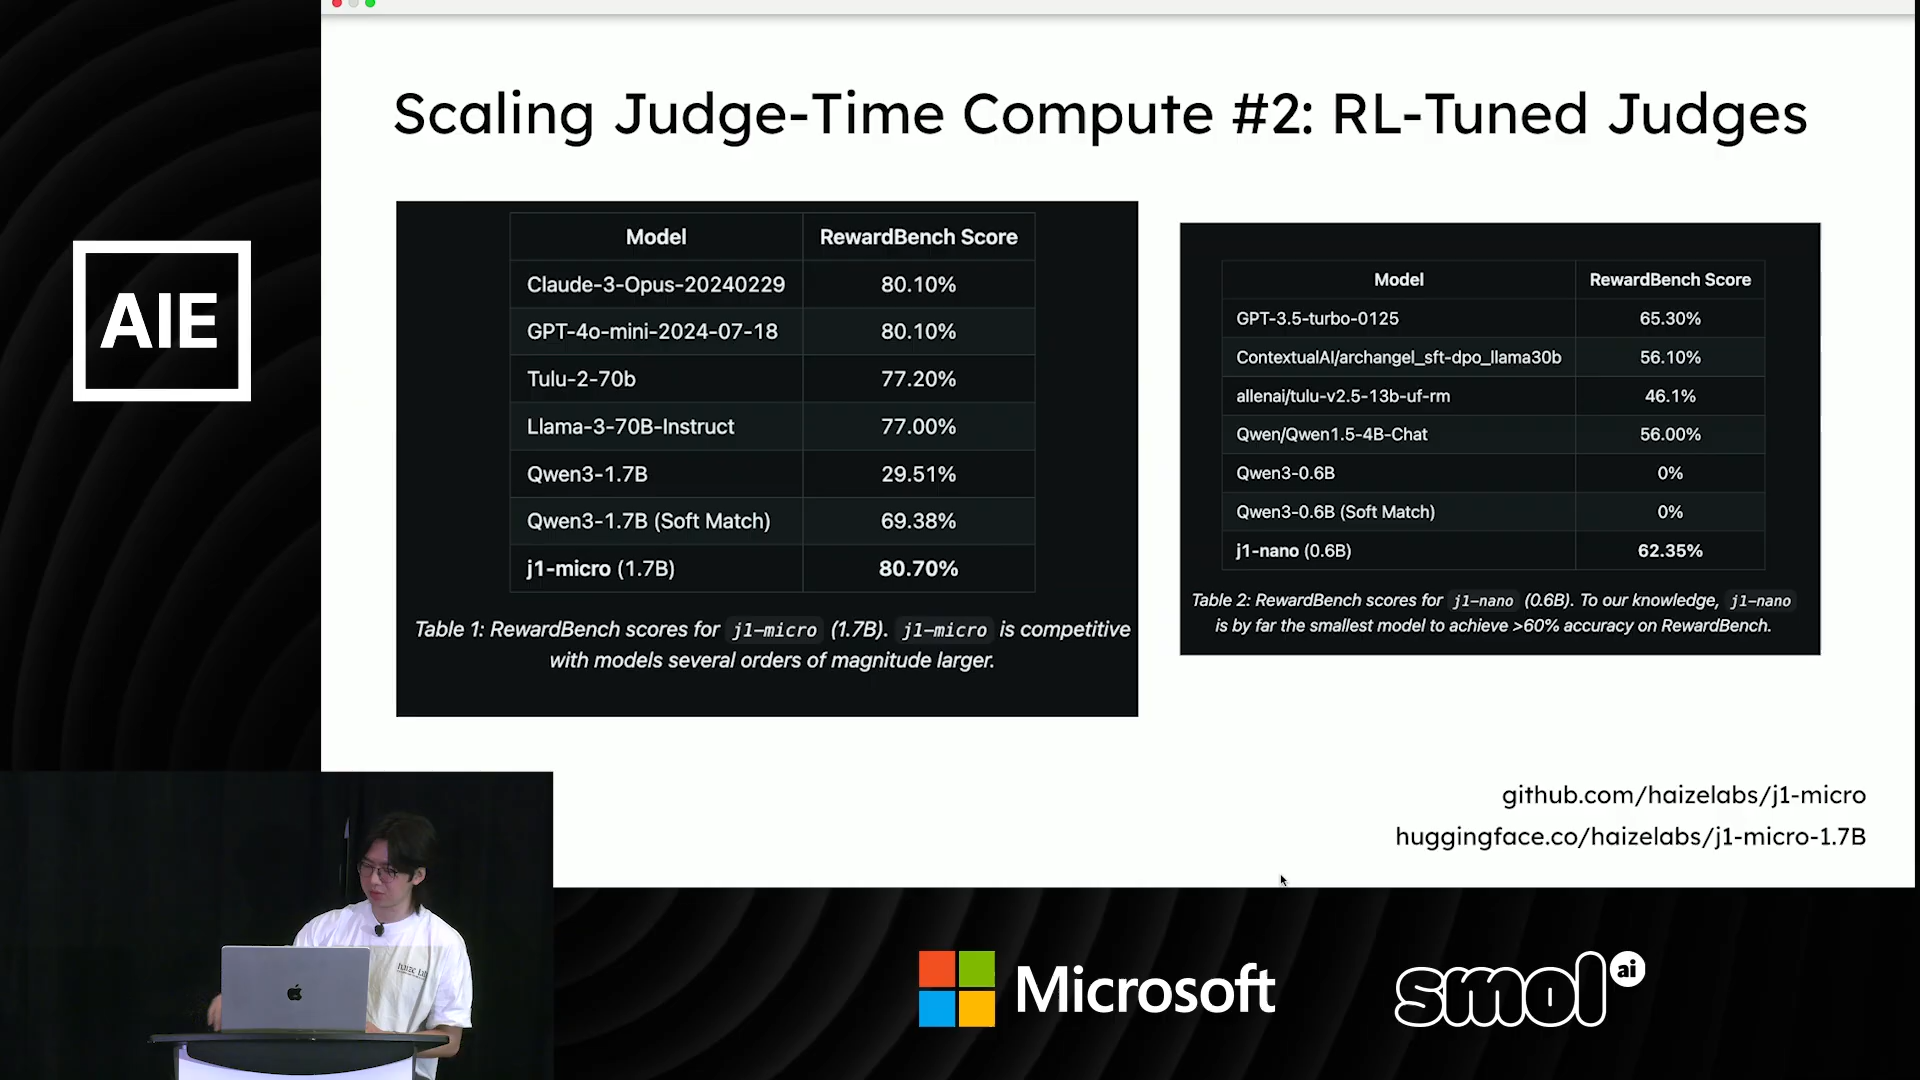 Scaling Judge-Time Compute #2: RL-Tuned Judges
AIE
Model RewardBench Score
Claude-3-Opus-20240229 80.10%
GPT-4o-mini-2024-07-18 80.10%
Tulu-2-70b 77.20%
Llama-3-70B-Instruct 77.00%
Qwen3-1.7B 29.51%
Qwen3-1.7B (Soft Match) 69.38%
j1-micro (1.7B) 80.70%
Table 1: RewardBench scores for j1-micro (1.7B). j1-micro is competitive
with models several orders of magnitude larger.
Model RewardBench Score
GPT-3.5-turbo-0125 65.30%
ContextualAI/archangel_sft-dpo_llama30b 56.10%
allenai/tulu-v2.5-13b-uf-rm 46.1%
Qwen/Qwen1.5-4B-Chat 56.00%
Qwen3-0.6B 0%
Qwen3-0.6B (Soft Match) 0%
j1-nano (0.6B) 62.35%
Table 2: RewardBench scores for j1-nano (0.6B). To our knowledge, j1-nano
is by far the smallest model to achieve >60% accuracy on RewardBench.
github.com/haizelabs/j1-micro
huggingface.co/haizelabs/j1-micro-1.7B
Microsoft
smol ai